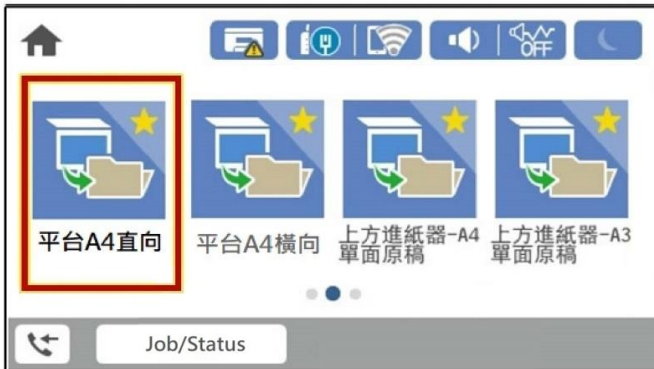 OFF
平台A4直向
平台A4橫向
上方進紙器-A4
單面原稿
上方進紙器-A3
單面原稿
Job/Status